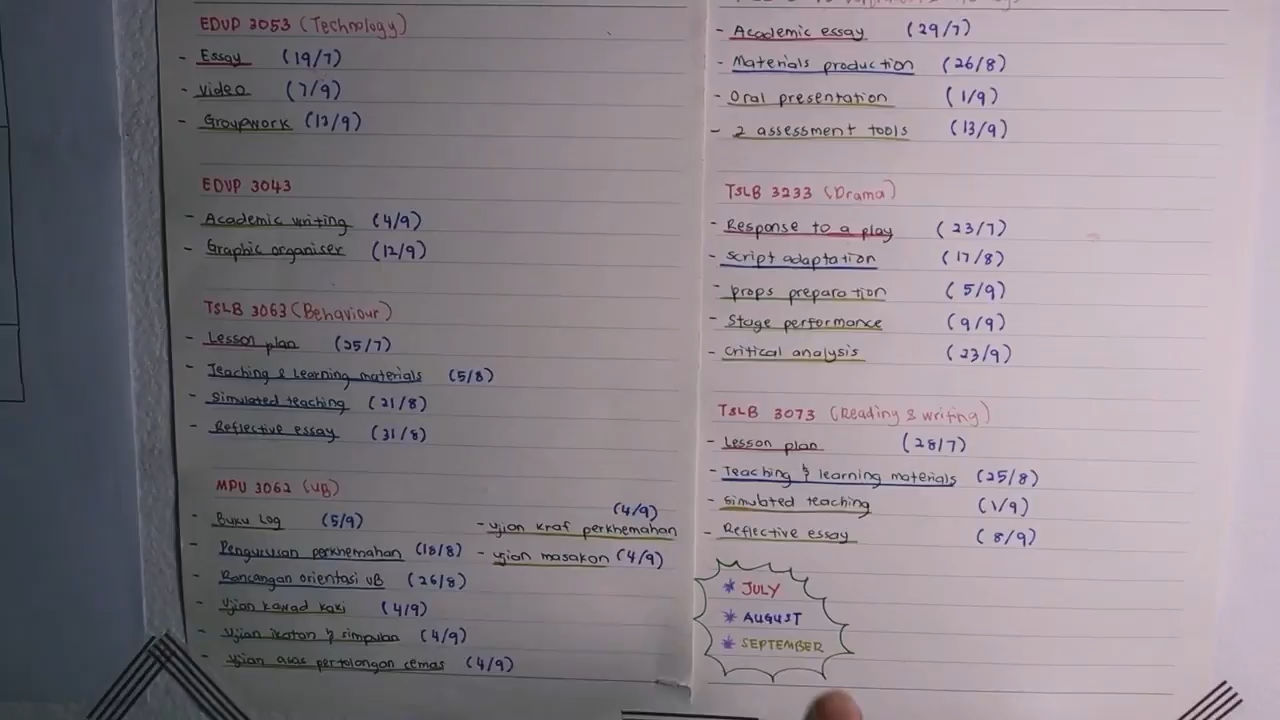 EDUP 3053 (Technology)
- Essay (19/7)
- Video (7/9)
- Groupwork (13/9)
EDUP 3043
- Academic writing (4/9)
- Graphic organiser (12/9)
TSLB 3063 (Behaviour)
- Lesson plan (25/7)
- Teaching & Learning materials (5/8)
- Simulated teaching (21/8)
- Reflective essay (31/8)
MPU 3062 (UB)
- Buku Log (5/9)
- Pengurusan perkhemahan (18/8)
- Rancangan orientasi UB (26/8)
- Ujian kawad kaki (4/9)
- Ujian ikatan & simpulan (4/9)
- Ujian asas pertolongan cemas (4/9)
(4/9)
- Ujian kraf perkhemahan
- Ujian masakan (4/9)
- Academic essay (29/7)
- Materials production (26/8)
- Oral presentation (1/9)
- 2 assessment tools (13/9)
TSLB 3233 (Drama)
- Response to a play (23/7)
- Script adaptation (17/8)
- Props preparation (5/9)
- Stage performance (9/9)
- Critical analysis (23/9)
TSLB 3073 (Reading & writing)
- Lesson plan (28/7)
- Teaching & learning materials (25/8)
- Simulated teaching (1/9)
- Reflective essay (8/9)
* JULY
* AUGUST
* SEPTEMBER